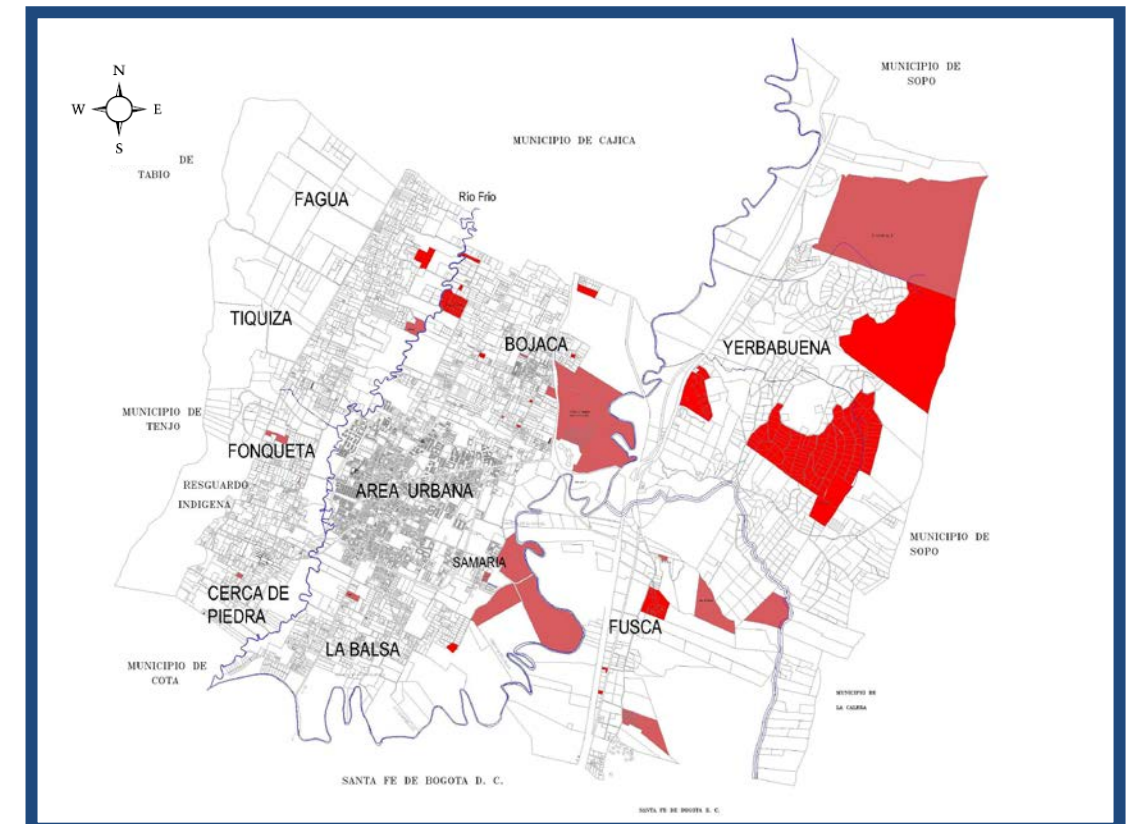 MUNICIPIO DE
SOPO
N
W E
S
MUNICIPIO DE CAJICA
DE
TABIO
FAGUA
Rio Frio
TIQUIZA
BOJACA
YERBABUENA
MUNICIPIO DE
TENJO
FONQUETA
RESGUARDO
INDIGENA
AREA URBANA
MUNICIPIO DE
SOPO
SAMARIA
CERCA DE
PIEDRA
FUSCA
LA BALSA
MUNICIPIO DE
COTA
MUNICIPIO DE
LA CALERA
SANTA FE DE BOGOTA D. C.
SANTA FE DE BOGOTA D. C.